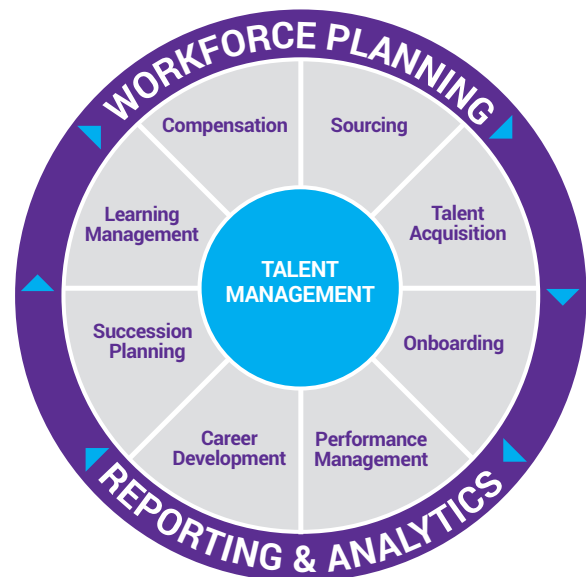 WORKFORCE PLANNING
Compensation
Sourcing
Learning
Management
Talent
Acquisition
TALENT
MANAGEMENT
Succession
Planning
Onboarding
Career
Development
Performance
Management
REPORTING & ANALYTICS